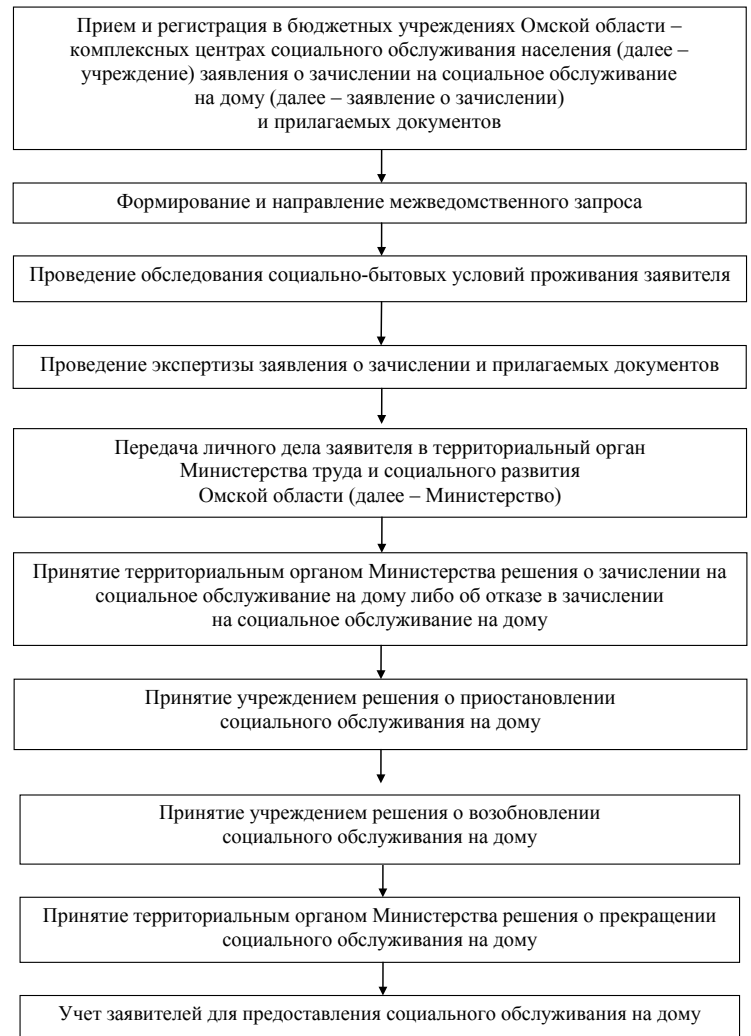 Прием и регистрация в бюджетных учреждениях Омской области –
комплексных центрах социального обслуживания населения (далее –
учреждение) заявления о зачислении на социальное обслуживание
на дому (далее – заявление о зачислении)
и прилагаемых документов
Формирование и направление межведомственного запроса
Проведение обследования социально-бытовых условий проживания заявителя
Проведение экспертизы заявления о зачислении и прилагаемых документов
Передача личного дела заявителя в территориальный орган
Министерства труда и социального развития
Омской области (далее – Министерство)
Принятие территориальным органом Министерства решения о зачислении на
социальное обслуживание на дому либо об отказе в зачислении
на социальное обслуживание на дому
Принятие учреждением решения о приостановлении
социального обслуживания на дому
Принятие учреждением решения о возобновлении
социального обслуживания на дому
Принятие территориальным органом Министерства решения о прекращении
социального обслуживания на дому
Учет заявителей для предоставления социального обслуживания на дому